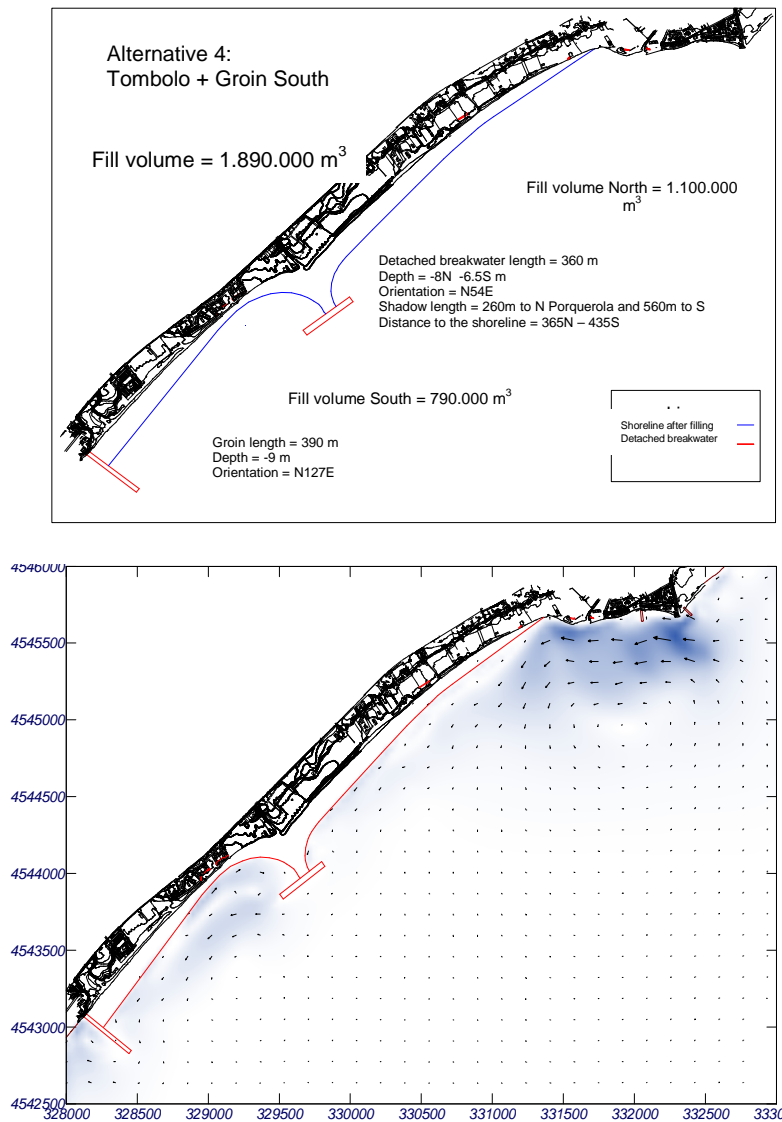 Alternative 4:
Tombolo + Groin South
Fill volume = 1.890.000 m³
Fill volume North = 1.100.000
m³
Detached breakwater length = 360 m
Depth = -8N -6.5S m
Orientation = N54E
Shadow length = 260m to N Porquerola and 560m to S
Distance to the shoreline = 365N – 435S
Fill volume South = 790.000 m³
Groin length = 390 m
Depth = -9 m
Orientation = N127E
Shoreline after filling
Detached breakwater
4546000
4545500
4545000
4544500
4544000
4543500
4543000
4542500
328000 328500 329000 329500 330000 330500 331000 331500 332000 332500 3330